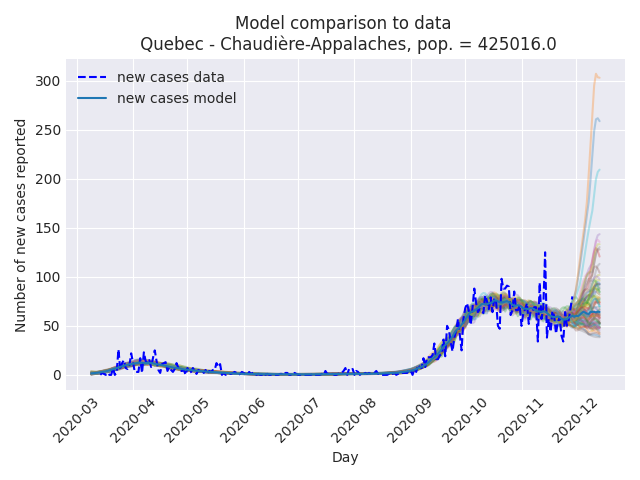 Model comparison to data
Quebec - Chaudière-Appalaches, pop. = 425016.0
new cases data
new cases model
Number of new cases reported
300
250
200
150
100
50
0
2020-03
2020-04
2020-05
2020-06
2020-07
2020-08
2020-09
2020-10
2020-11
2020-12
Day